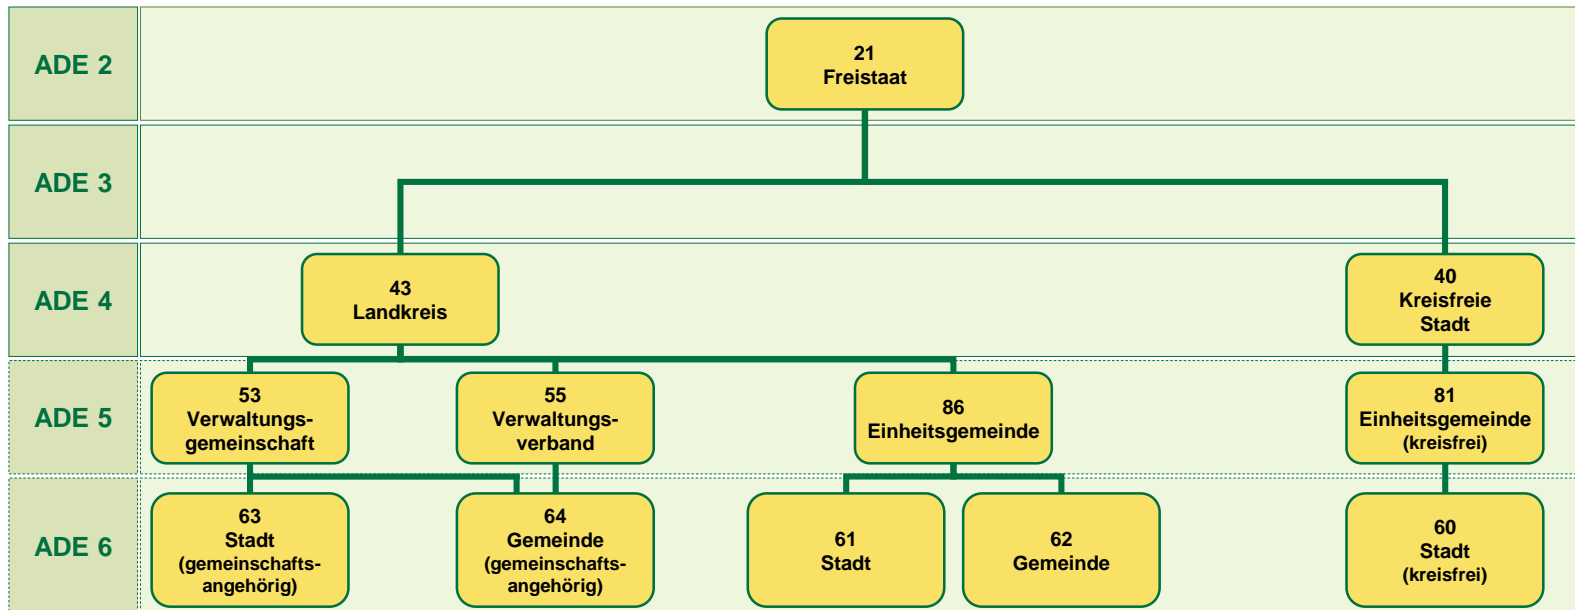 ADE 2
21
Freistaat
ADE 3
ADE 4
43
Landkreis
40
Kreisfreie
Stadt
ADE 5
53
Verwaltungs-
gemeinschaft
55
Verwaltungs-
verband
86
Einheitsgemeinde
81
Einheitsgemeinde
(kreisfrei)
ADE 6
63
Stadt
(gemeinschafts-
angehörig)
64
Gemeinde
(gemeinschafts-
angehörig)
61
Stadt
62
Gemeinde
60
Stadt
(kreisfrei)